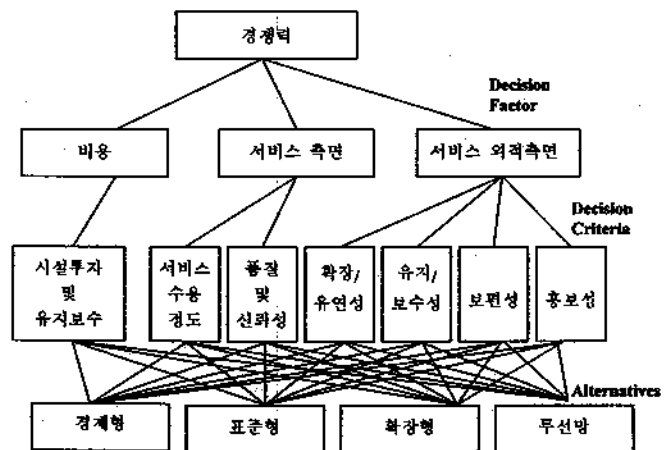 경쟁력
Decision
Factor
비용
서비스 측면
서비스 외적측면
Decision
Criteria
시설투자
및
유지보수
서비스
수용
정도
품질
및
신뢰성
확장/
유연성
유지/
보수성
보편성
홍보성
Alternatives
경제형
표준형
확장형
무선망